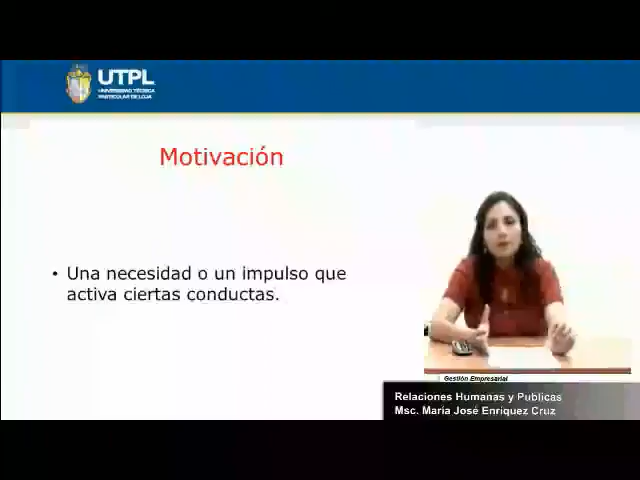 UTPL
UNIVERSIDAD TÉCNICA
PARTICULAR DE LOJA
Motivación
• Una necesidad o un impulso que
activa ciertas conductas.
Gestión Empresarial
Relaciones Humanas y Publicas
Msc. María José Enríquez Cruz